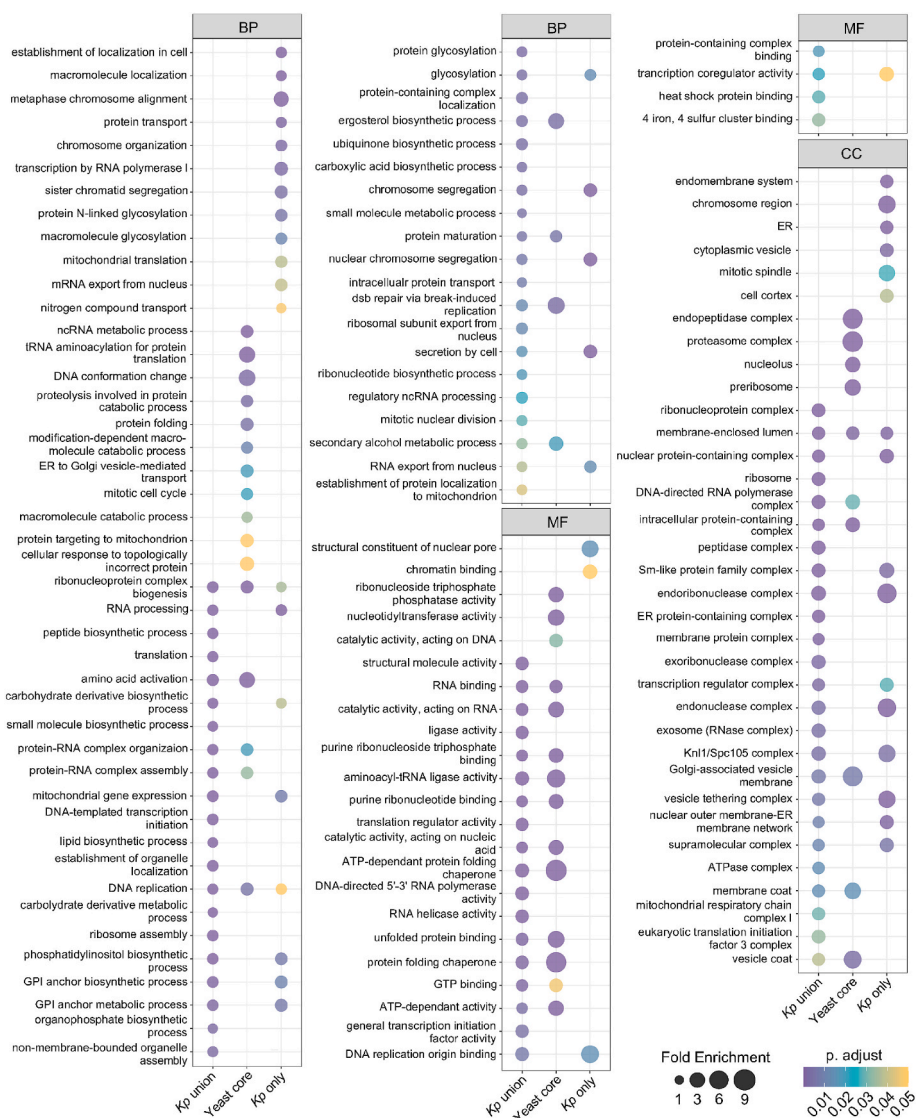 BP
establishment of localization in cell
macromolecule localization
metaphase chromosome alignment
protein transport
chromosome organization
transcription by RNA polymerase I
sister chromatid segregation
protein N-linked glycosylation
macromolecule glycosylation
mitochondrial translation
mRNA export from nucleus
nitrogen compound transport
ncRNA metabolic process
tRNA aminoacylation for protein
translation
DNA conformation change
proteolysis involved in protein
catabolic process
protein folding
modification-dependent macro-
molecule catabolic process
ER to Golgi vesicle-mediated
transport
mitotic cell cycle
macromolecule catabolic process
protein targeting to mitochondrion
cellular response to topologically
incorrect protein
ribonucleoprotein complex
biogenesis
RNA processing
peptide biosynthetic process
translation
amino acid activation
carbohydrate derivative biosynthetic
process
small molecule biosynthetic process
protein-RNA complex organizaion
protein-RNA complex assembly
mitochondrial gene expression
DNA-templated transcription
initiation
lipid biosynthetic process
establishment of organelle
localization
DNA replication
carbolydrate derivative metabolic
process
ribosome assembly
phosphatidylinositol biosynthetic
process
GPI anchor biosynthetic process
GPI anchor metabolic process
organophosphate biosynthetic
process
non-membrane-bounded organelle
assembly
Kp union
Yeast core
Kp only
BP
protein glycosylation
glycosylation
protein-containing complex
localization
ergosterol biosynthetic process
ubiquinone biosynthetic process
carboxylic acid biosynthetic process
chromosome segregation
small molecule metabolic process
protein maturation
nuclear chromosome segregation
intracellualr protein transport
dsb repair via break-induced
replication
ribosomal subunit export from
nucleus
secretion by cell
ribonucleotide biosynthetic process
regulatory ncRNA processing
mitotic nuclear division
secondary alcohol metabolic process
RNA export from nucleus
establishment of protein localization
to mitochondrion
MF
structural constituent of nuclear pore
chromatin binding
ribonucleoside triphosphate
phosphatase activity
nucleotidyltransferase activity
catalytic activity, acting on DNA
structural molecule activity
RNA binding
catalytic activity, acting on RNA
ligase activity
purine ribonucleoside triphosphate
binding
aminoacyl-tRNA ligase activity
purine ribonucleotide binding
translation regulator activity
catalytic activity, acting on nucleic
acid
ATP-dependant protein folding
chaperone
DNA-directed 5'-3' RNA polymerase
activity
RNA helicase activity
unfolded protein binding
protein folding chaperone
GTP binding
ATP-dependant activity
general transcription initiation
factor activity
DNA replication origin binding
Kp union
Yeast core
Kp only
MF
protein-containing complex
binding
trancription coregulator activity
heat shock protein binding
4 iron, 4 sulfur cluster binding
CC
endomembrane system
chromosome region
ER
cytoplasmic vesicle
mitotic spindle
cell cortex
endopeptidase complex
proteasome complex
nucleolus
preribosome
ribonucleoprotein complex
membrane-enclosed lumen
nuclear protein-containing complex
ribosome
DNA-directed RNA polymerase
complex
intracellular protein-containing
complex
peptidase complex
Sm-like protein family complex
endoribonuclease complex
ER protein-containing complex
membrane protein complex
exoribonuclease complex
transcription regulator complex
endonuclease complex
exosome (RNase complex)
Knl1/Spc105 complex
Golgi-associated vesicle
membrane
vesicle tethering complex
nuclear outer membrane-ER
membrane network
supramolecular complex
ATPase complex
membrane coat
mitochondrial respiratory chain
complex I
eukaryotic translation initiation
factor 3 complex
vesicle coat
Kp union
Yeast core
Kp only
Fold Enrichment
1 3 6 9
p. adjust
0.01 0.02 0.03 0.04 0.05